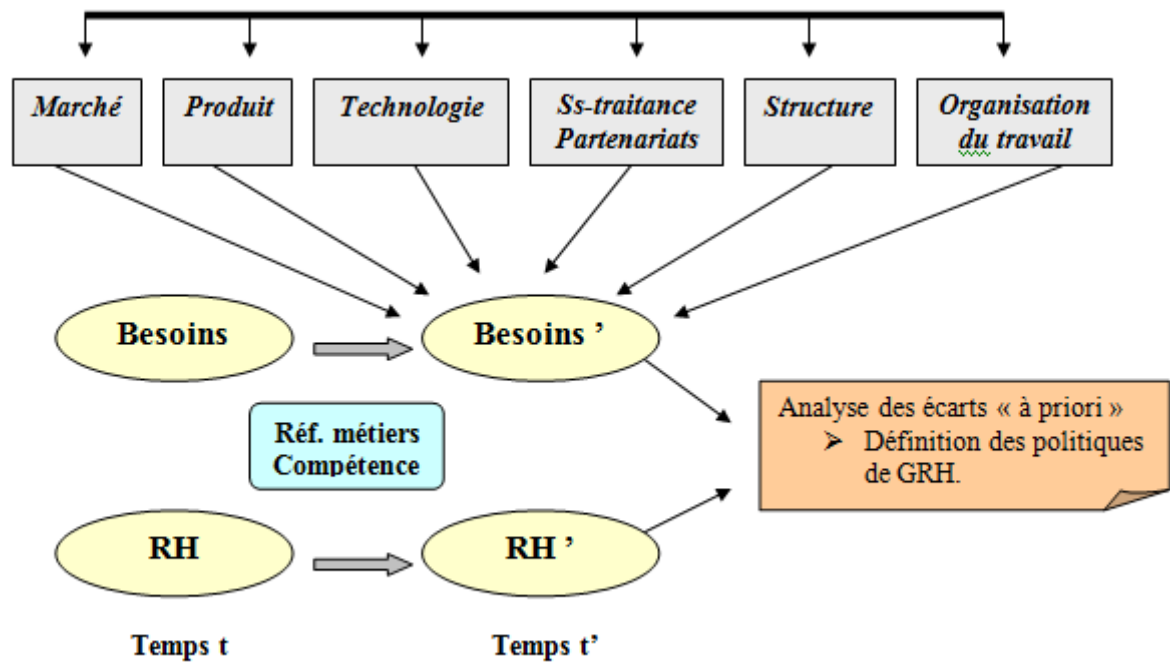 Marché
Produit
Technologie
Ss-traitance
Partenariats
Structure
Organisation
du travail
Besoins
Besoins ’
Réf. métiers
Compétence
Analyse des écarts « à priori »
➢ Définition des politiques
de GRH.
RH
RH ’
Temps t
Temps t’